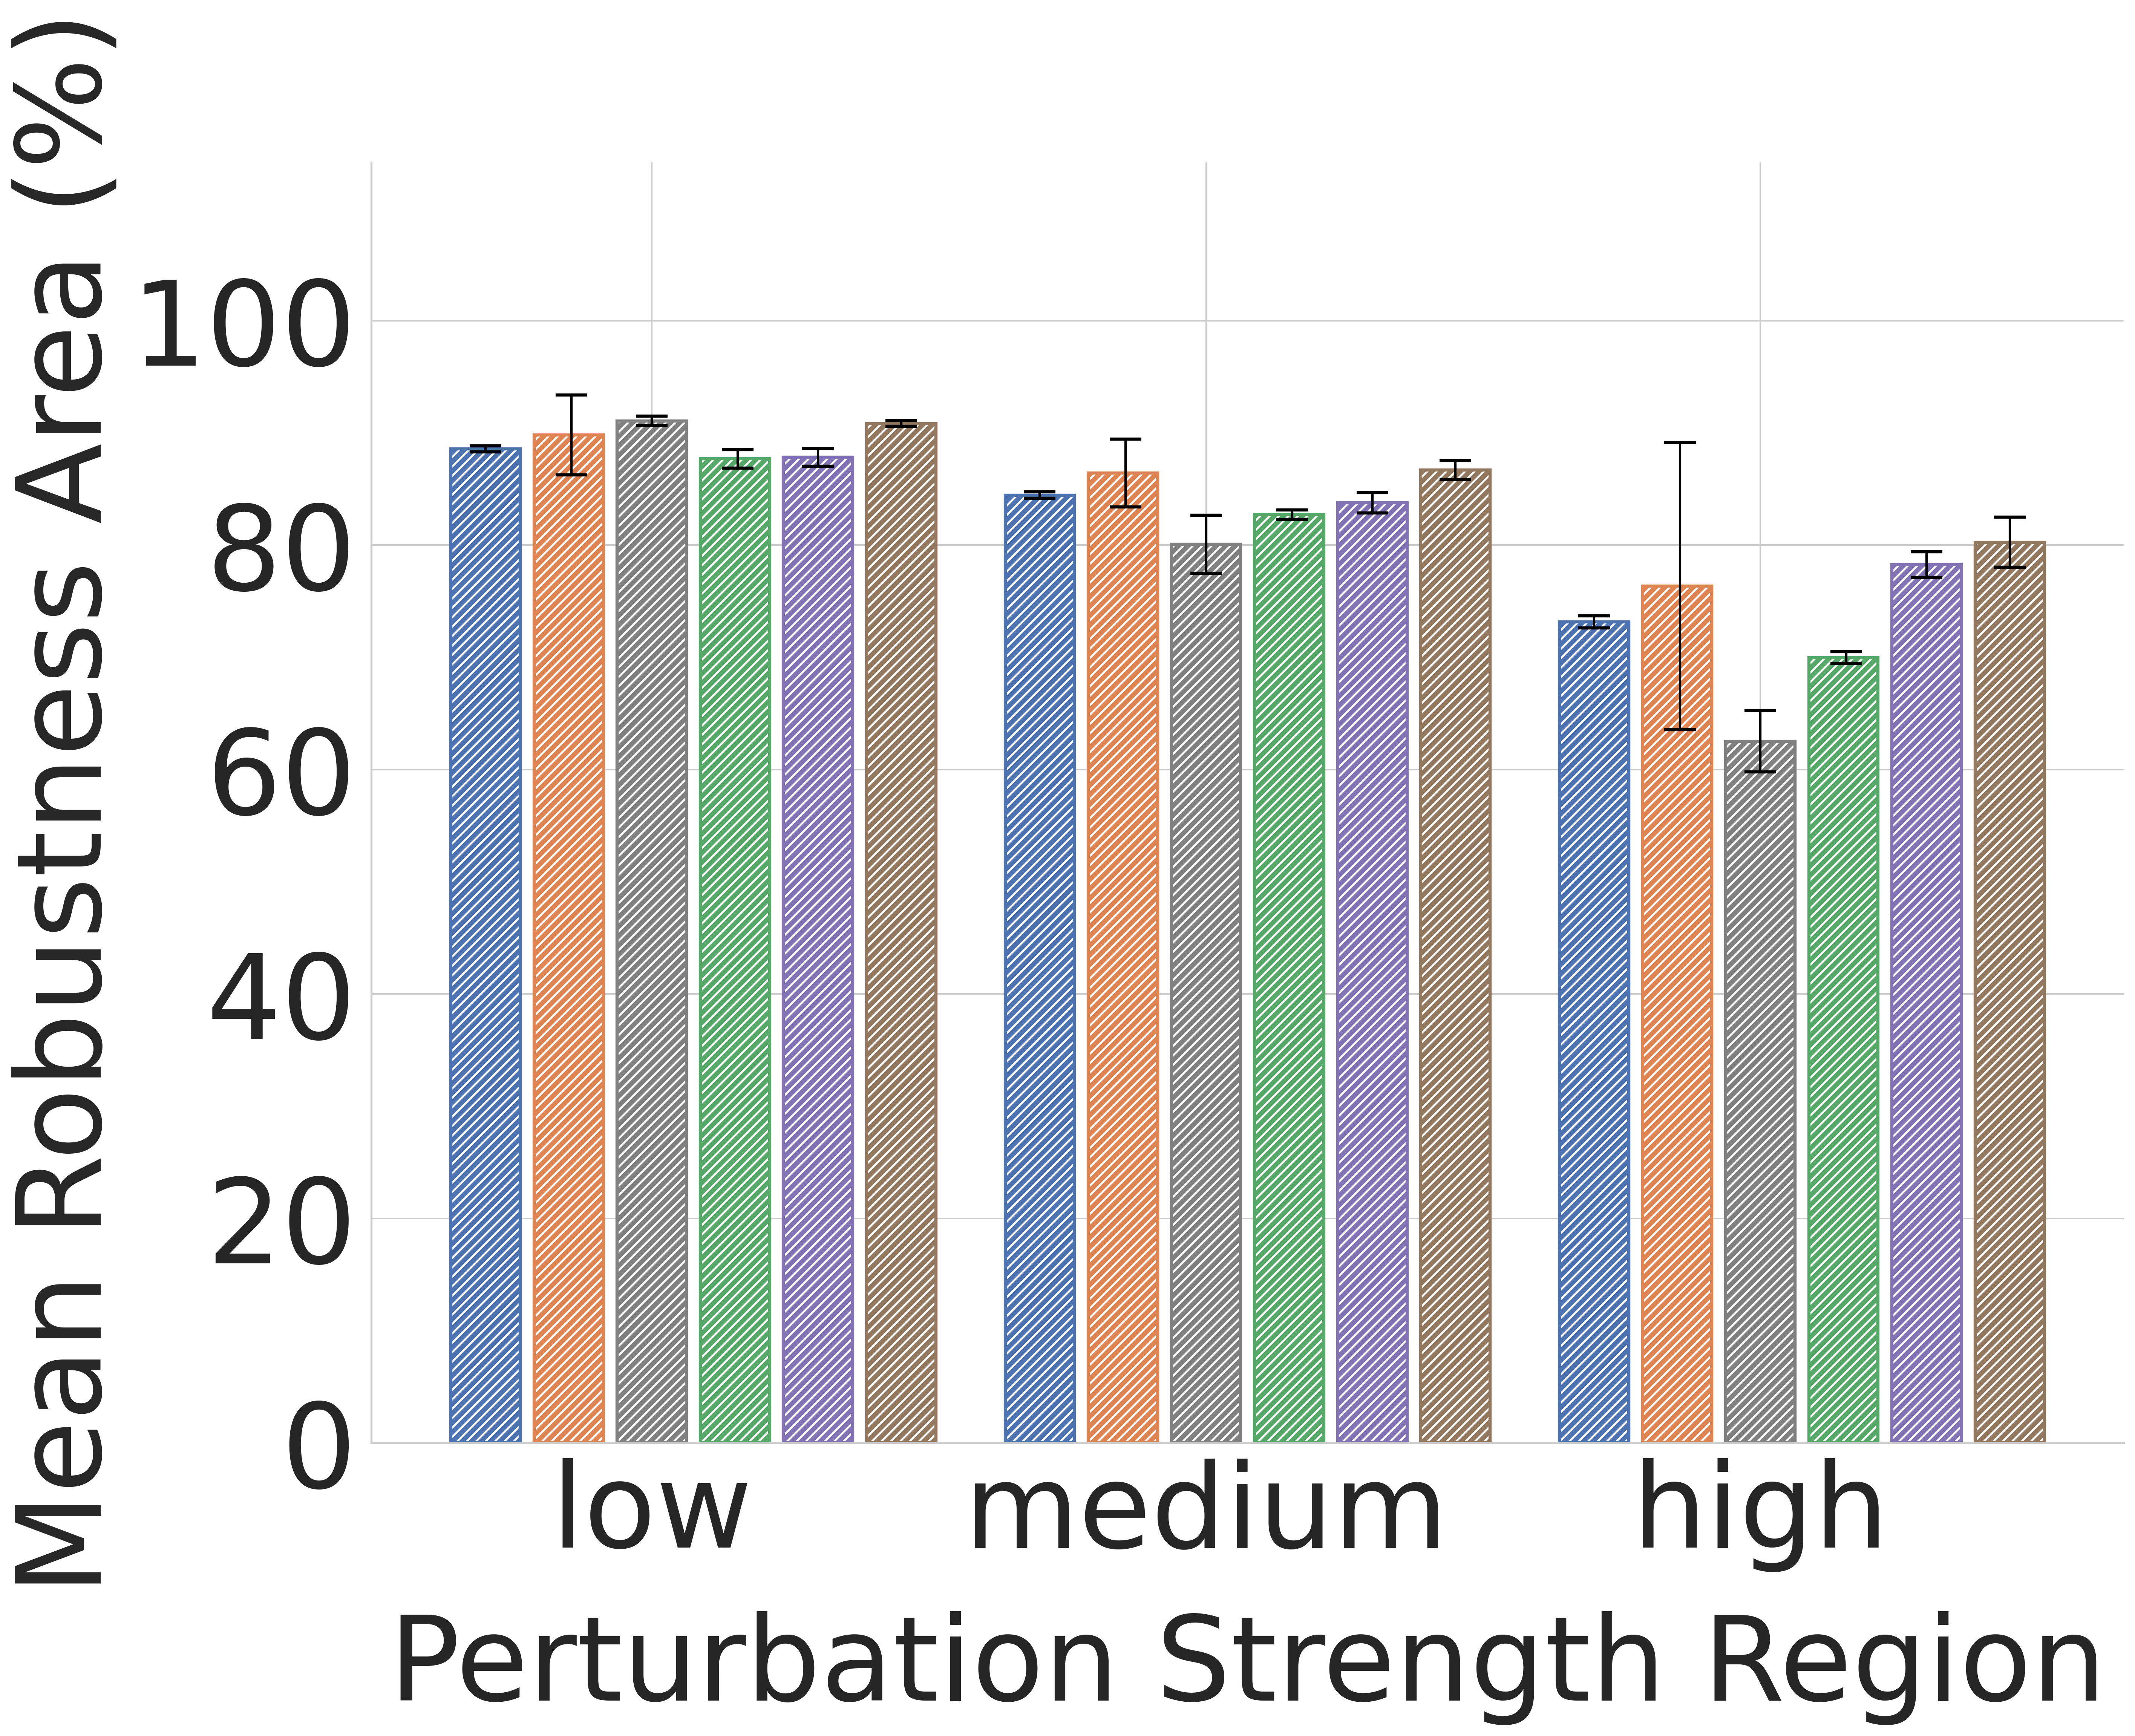 Mean Robustness Area (%)
100
80
60
40
20
0
low medium high
Perturbation Strength Region